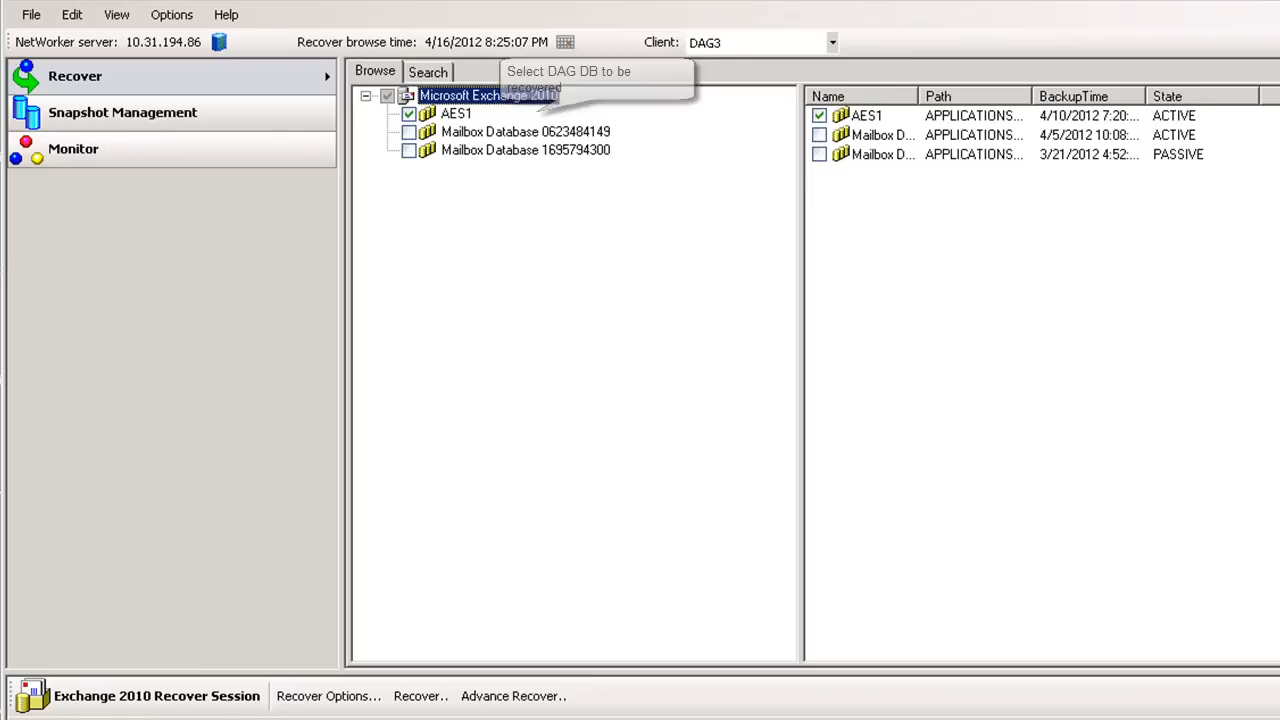 File Edit View Options Help
NetWorker server: 10.31.194.86 Recover browse time: 4/16/2012 8:25:07 PM Client: DAG3
Recover
Snapshot Management
Monitor
Browse Search
Select DAG DB to be
recovered
Microsoft Exchange 2010
AES1
Mailbox Database 0623484149
Mailbox Database 1695794300
Name Path BackupTime State
AES1 APPLICATIONS... 4/10/2012 7:20:... ACTIVE
Mailbox D... APPLICATIONS... 4/5/2012 10:08:... ACTIVE
Mailbox D... APPLICATIONS... 3/21/2012 4:52:... PASSIVE
Exchange 2010 Recover Session Recover Options... Recover.. Advance Recover..